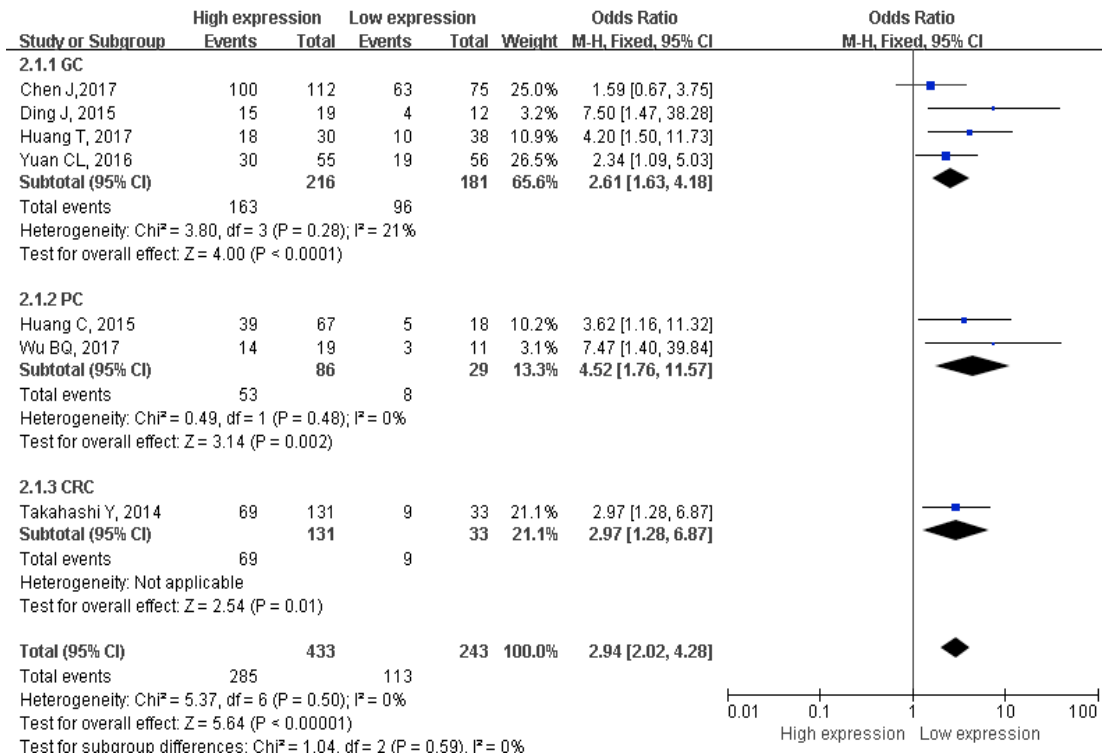 High expression Low expression Odds Ratio Odds Ratio
Study or Subgroup Events Total Events Total Weight M-H, Fixed, 95% CI M-H, Fixed, 95% CI
2.1.1 GC
Chen J,2017 100 112 63 75 25.0% 1.59 [0.67, 3.75]
Ding J, 2015 15 19 4 12 3.2% 7.50 [1.47, 38.28]
Huang T, 2017 18 30 10 38 10.9% 4.20 [1.50, 11.73]
Yuan CL, 2016 30 55 19 56 26.5% 2.34 [1.09, 5.03]
Subtotal (95% CI) 216 181 65.6% 2.61 [1.63, 4.18]
Total events 163 96
Heterogeneity: Chi² = 3.80, df = 3 (P = 0.28); I² = 21%
Test for overall effect: Z = 4.00 (P < 0.0001)
2.1.2 PC
Huang C, 2015 39 67 5 18 10.2% 3.62 [1.16, 11.32]
Wu BQ, 2017 14 19 3 11 3.1% 7.47 [1.40, 39.84]
Subtotal (95% CI) 86 29 13.3% 4.52 [1.76, 11.57]
Total events 53 8
Heterogeneity: Chi² = 0.49, df = 1 (P = 0.48); I² = 0%
Test for overall effect: Z = 3.14 (P = 0.002)
2.1.3 CRC
Takahashi Y, 2014 69 131 9 33 21.1% 2.97 [1.28, 6.87]
Subtotal (95% CI) 131 33 21.1% 2.97 [1.28, 6.87]
Total events 69 9
Heterogeneity: Not applicable
Test for overall effect: Z = 2.54 (P = 0.01)
Total (95% CI) 433 243 100.0% 2.94 [2.02, 4.28]
Total events 285 113
Heterogeneity: Chi² = 5.37, df = 6 (P = 0.50); I² = 0%
Test for overall effect: Z = 5.64 (P < 0.00001)
Test for subgroup differences: Chi² = 1.04, df = 2 (P = 0.59), I² = 0%
0.01 0.1 1 10 100
High expression Low expression